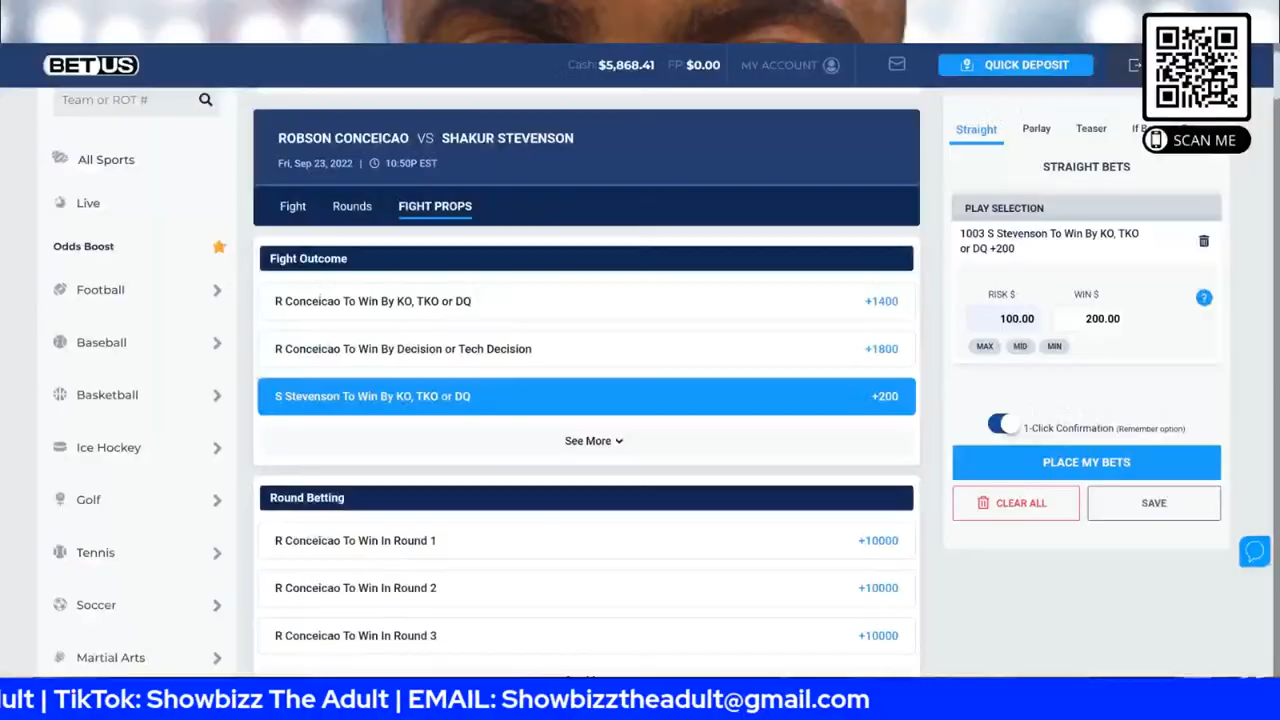 BETUS
Cash: $5,868.41 FP: $0.00
MY ACCOUNT
QUICK DEPOSIT
SCAN ME
Team or ROT #
All Sports
Live
Odds Boost
Football
Baseball
Basketball
Ice Hockey
Golf
Tennis
Soccer
Martial Arts
ROBSON CONCEICAO VS SHAKUR STEVENSON
Fri, Sep 23, 2022 | 10:50P EST
Fight Rounds FIGHT PROPS
Fight Outcome
R Conceicao To Win By KO, TKO or DQ +1400
R Conceicao To Win By Decision or Tech Decision +1800
S Stevenson To Win By KO, TKO or DQ +200
See More
Round Betting
R Conceicao To Win In Round 1 +10000
R Conceicao To Win In Round 2 +10000
R Conceicao To Win In Round 3 +10000
Straight Parlay Teaser If
STRAIGHT BETS
PLAY SELECTION
1003 S Stevenson To Win By KO, TKO
or DQ +200
RISK $ WIN $
?
100.00 200.00
MAX MID MIN
1-Click Confirmation (Remember option)
PLACE MY BETS
CLEAR ALL SAVE
dult | TikTok: Showbizz The Adult | EMAIL: Showbizztheadult@gmail.com